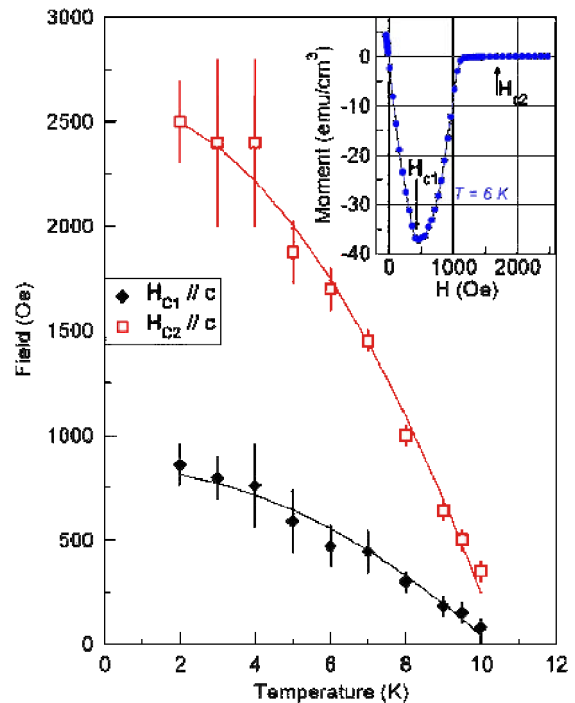 3000
2500
2000
1500
1000
500
0
0
2
4
6
8
10
12
Field (Oe)
Temperature (K)
H_C1 // c
H_C2 // c
0
-10
-20
-30
-40
Moment (emu/cm³)
0
1000
2000
H (Oe)
H_c1
H_c2
T = 6 K